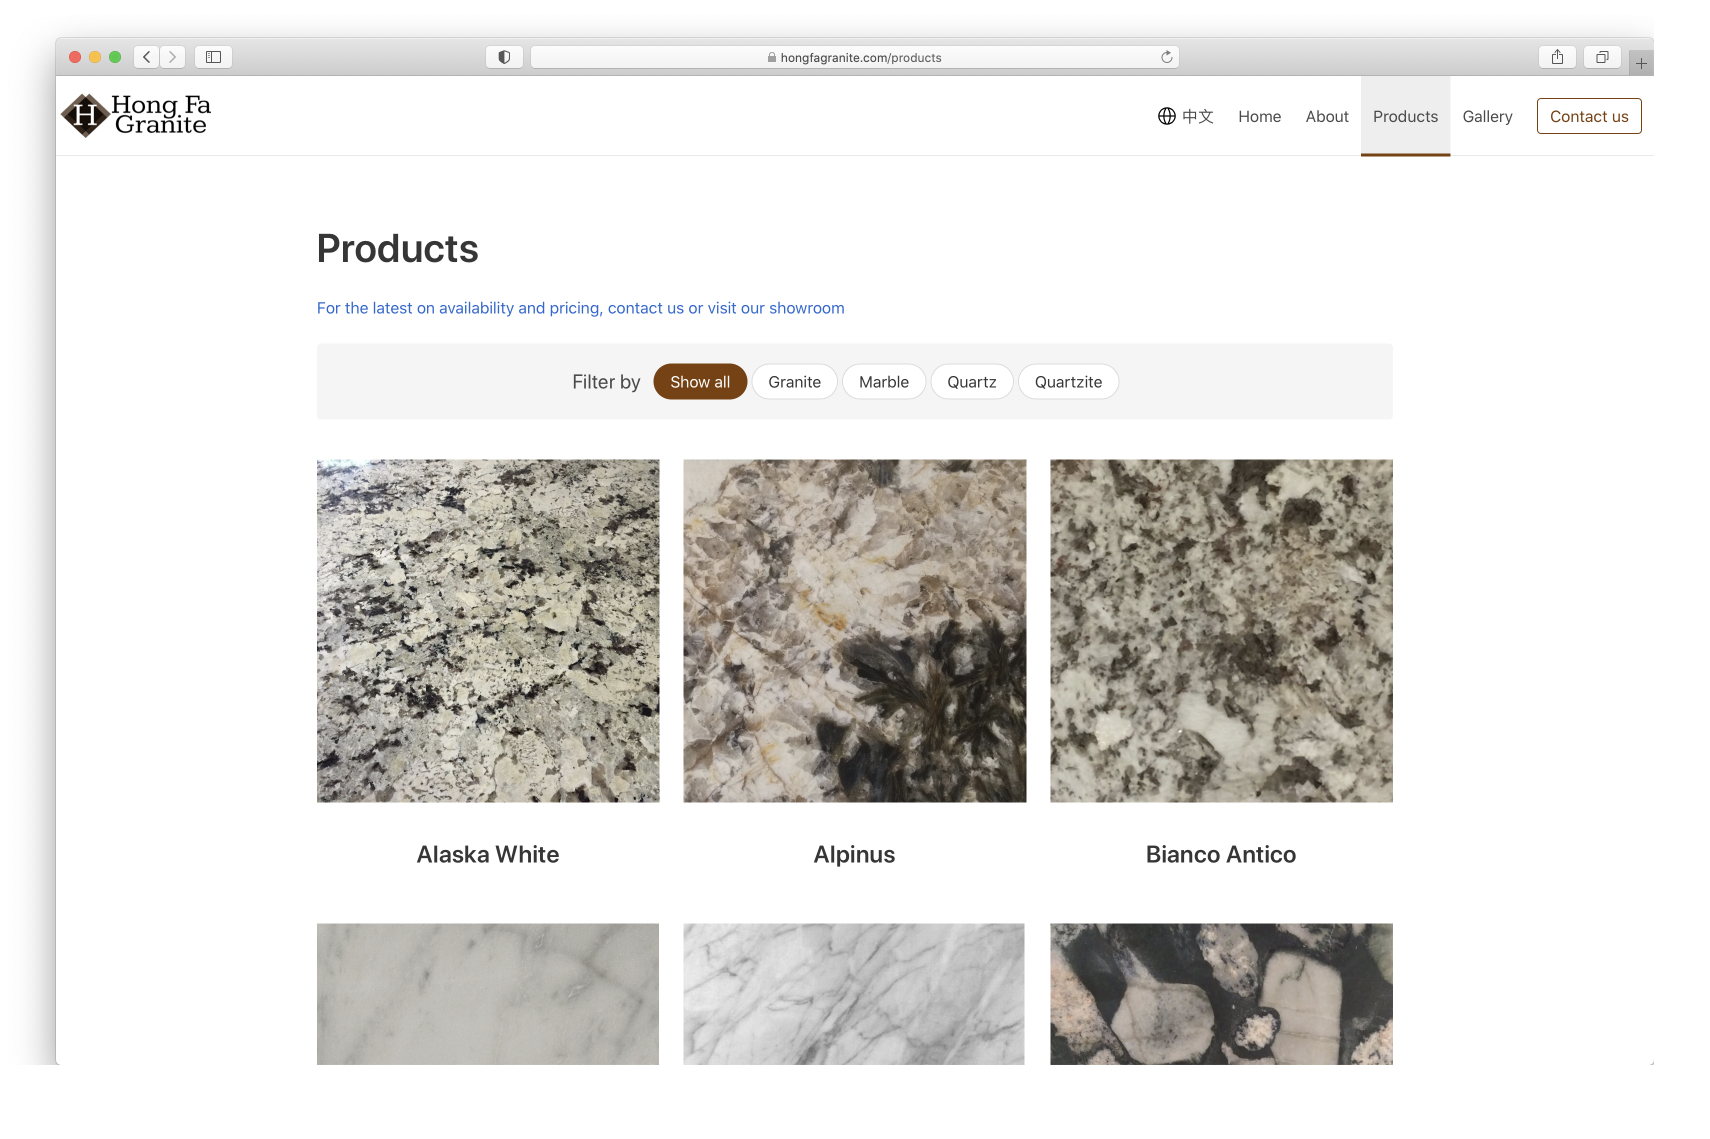 hongfagranite.com/products
H
Hong Fa
Granite
中文 Home About Products Gallery Contact us
Products
For the latest on availability and pricing, contact us or visit our showroom
Filter by Show all Granite Marble Quartz Quartzite
Alaska White Alpinus Bianco Antico